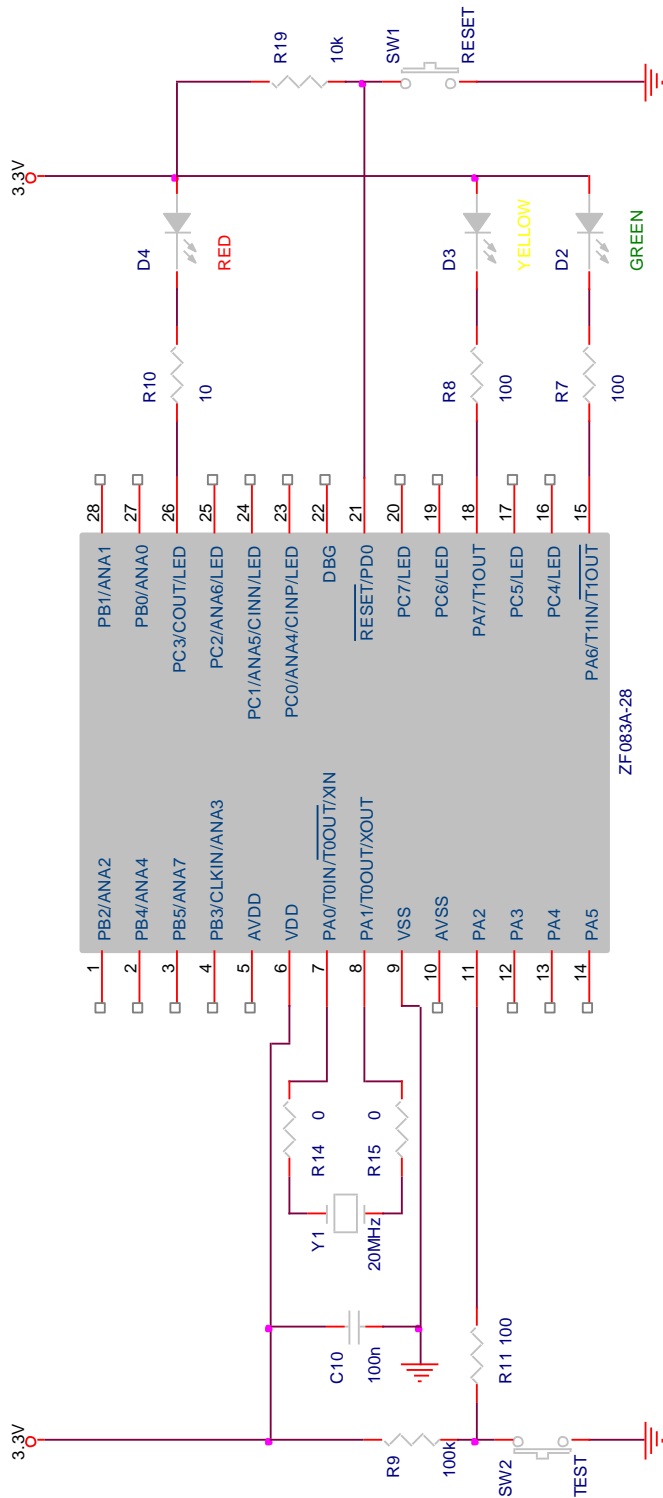 3.3V
3.3V
R9
100k
SW2
TEST
R11 100
C10
100n
Y1
20MHz
R14
0
R15
0
1
PB2/ANA2
2
PB4/ANA4
3
PB5/ANA7
4
PB3/CLKIN/ANA3
5
AVDD
6
VDD
7
PA0/T0IN/T0OUT/XIN
8
PA1/T0OUT/XOUT
9
VSS
10
AVSS
11
PA2
12
PA3
13
PA4
14
PA5
28
PB1/ANA1
27
PB0/ANA0
26
PC3/COUT/LED
25
PC2/ANA6/LED
24
PC1/ANA5/CINN/LED
23
PC0/ANA4/CINP/LED
22
DBG
21
RESET/PD0
20
PC7/LED
19
PC6/LED
18
PA7/T1OUT
17
PC5/LED
16
PC4/LED
15
PA6/T1IN/T1OUT
ZF083A-28
R10
10
D4
RED
R8
100
D3
YELLOW
R7
100
D2
GREEN
R19
10k
SW1
RESET